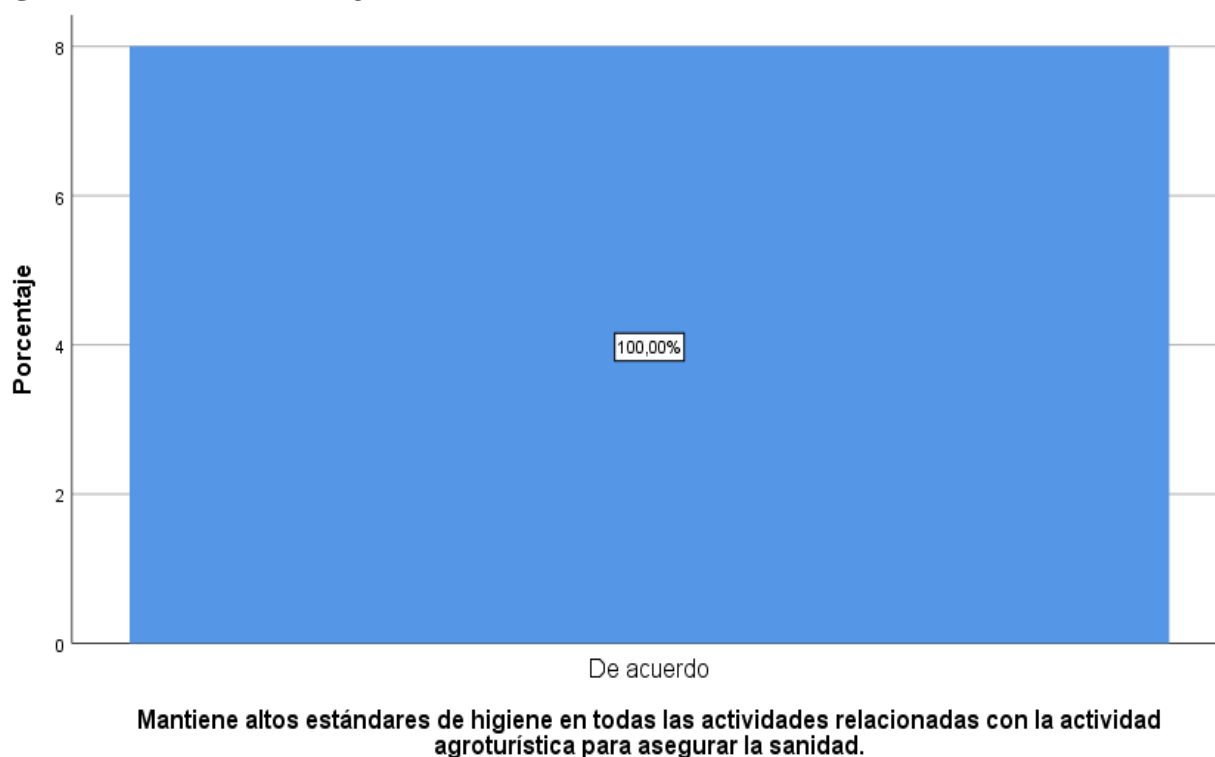 8
6
4
2
0
Porcentaje
100,00%
De acuerdo
Mantiene altos estándares de higiene en todas las actividades relacionadas con la actividad
agroturística para asegurar la sanidad.